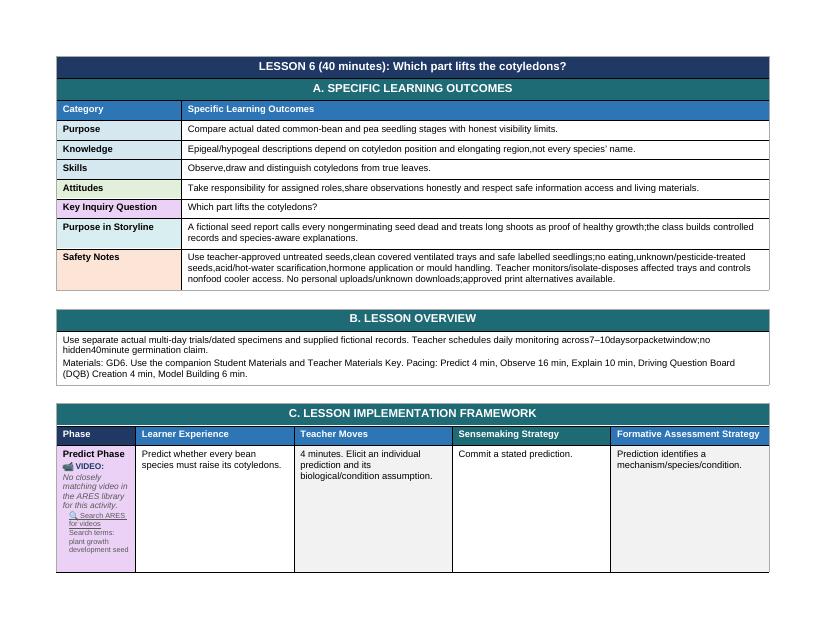 LESSON 6 (40 minutes): Which part lifts the cotyledons?
A. SPECIFIC LEARNING OUTCOMES
Category
Specific Learning Outcomes
Purpose
Compare actual dated common-bean and pea seedling stages with honest visibility limits.
Knowledge
Epigeal/hypogeal descriptions depend on cotyledon position and elongating region,not every species' name.
Skills
Observe,draw and distinguish cotyledons from true leaves.
Attitudes
Take responsibility for assigned roles,share observations honestly and respect safe information access and living materials.
Key Inquiry Question
Which part lifts the cotyledons?
Purpose in Storyline
A fictional seed report calls every nongerminating seed dead and treats long shoots as proof of healthy growth;the class builds controlled
records and species-aware explanations.
Safety Notes
Use teacher-approved untreated seeds,clean covered ventilated trays and safe labelled seedlings;no eating,unknown/pesticide-treated
seeds,acid/hot-water scarification,hormone application or mould handling. Teacher monitors/isolate-disposes affected trays and controls
nonfood cooler access. No personal uploads/unknown downloads;approved print alternatives available.
B. LESSON OVERVIEW
Use separate actual multi-day trials/dated specimens and supplied fictional records. Teacher schedules daily monitoring across7–10daysorpacketwindow;no
hidden40minute germination claim.
Materials: GD6. Use the companion Student Materials and Teacher Materials Key. Pacing: Predict 4 min, Observe 16 min, Explain 10 min, Driving Question Board
(DQB) Creation 4 min, Model Building 6 min.
C. LESSON IMPLEMENTATION FRAMEWORK
Phase
Learner Experience
Teacher Moves
Sensemaking Strategy
Formative Assessment Strategy
Predict Phase
VIDEO:
No closely
matching video in
the ARES library
for this activity.
Search ARES
for videos
Search terms:
plant growth
development seed
Predict whether every bean
species must raise its cotyledons.
4 minutes. Elicit an individual
prediction and its
biological/condition assumption.
Commit a stated prediction.
Prediction identifies a
mechanism/species/condition.